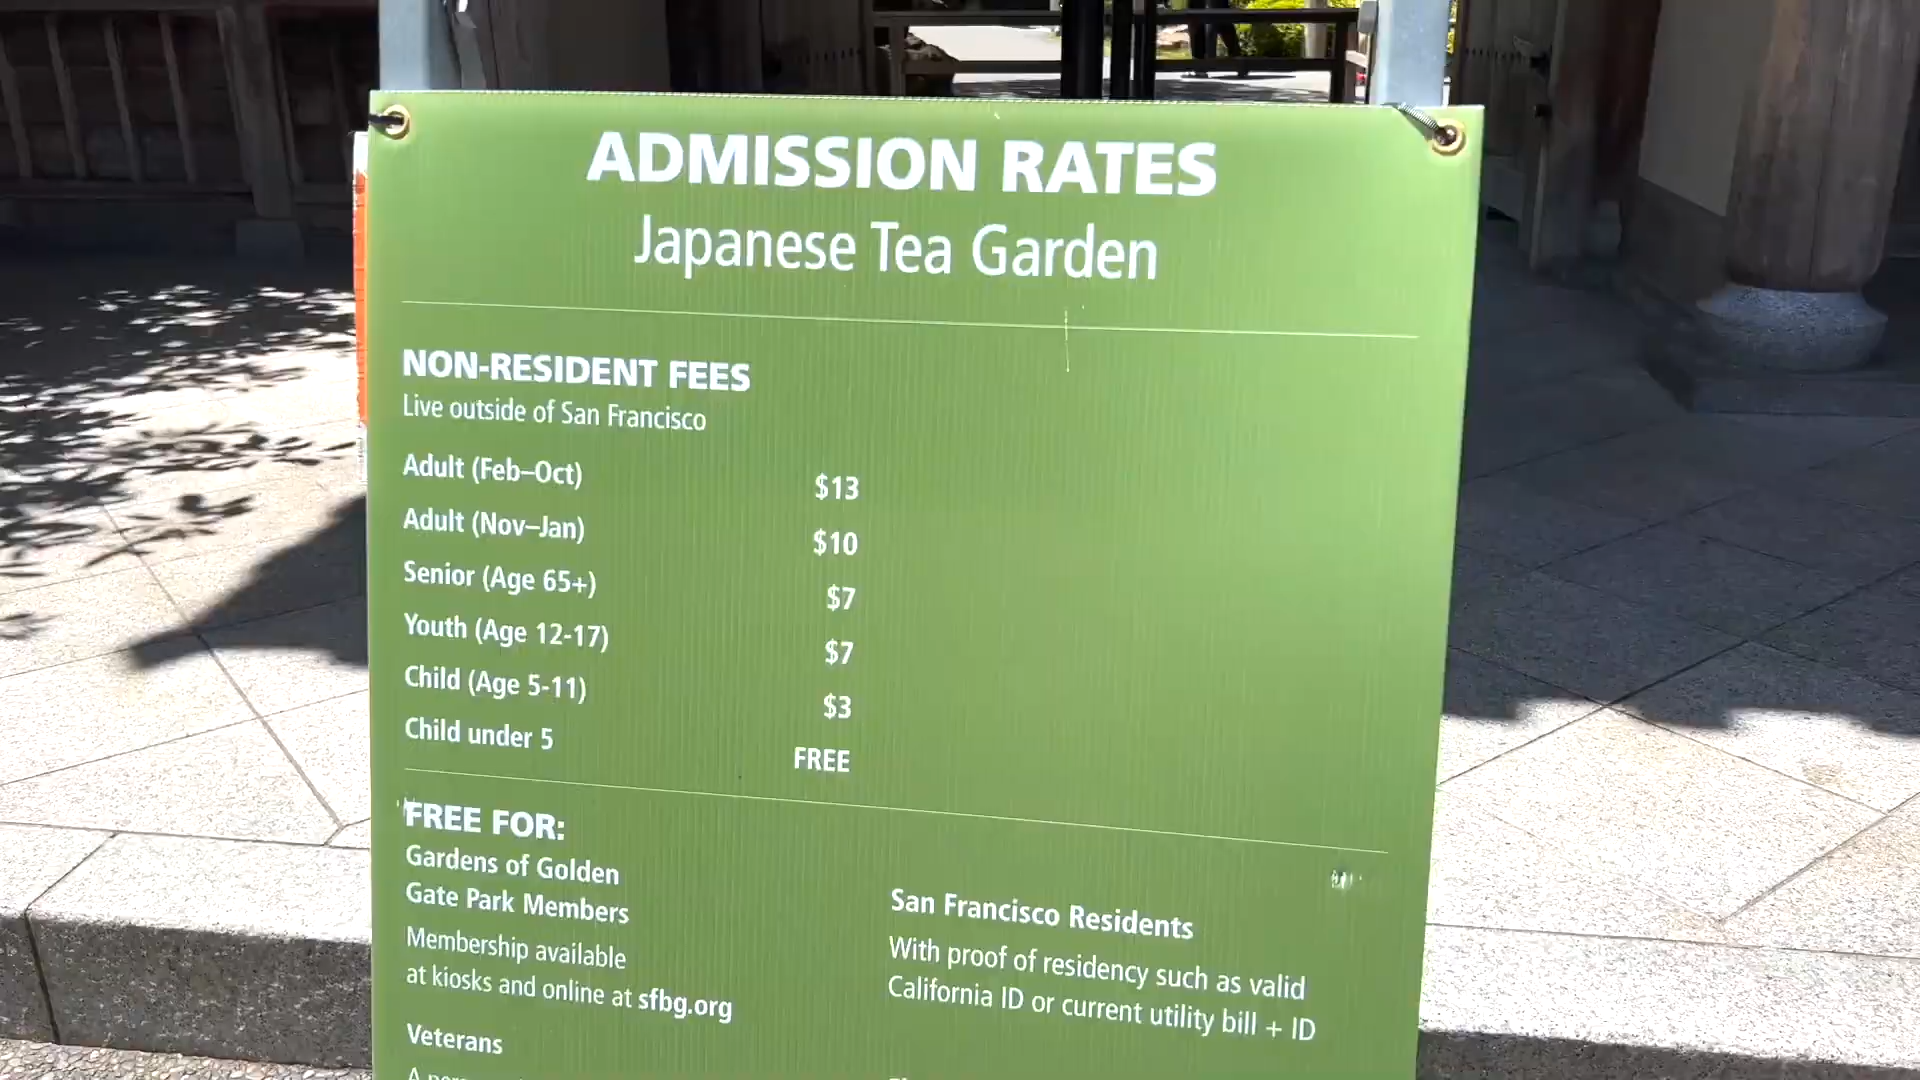 ADMISSION RATES
Japanese Tea Garden
NON-RESIDENT FEES
Live outside of San Francisco
Adult (Feb–Oct) $13
Adult (Nov–Jan) $10
Senior (Age 65+) $7
Youth (Age 12-17) $7
Child (Age 5-11) $3
Child under 5 FREE
FREE FOR:
Gardens of Golden
Gate Park Members
Membership available
at kiosks and online at sfbg.org
Veterans
San Francisco Residents
With proof of residency such as valid
California ID or current utility bill + ID